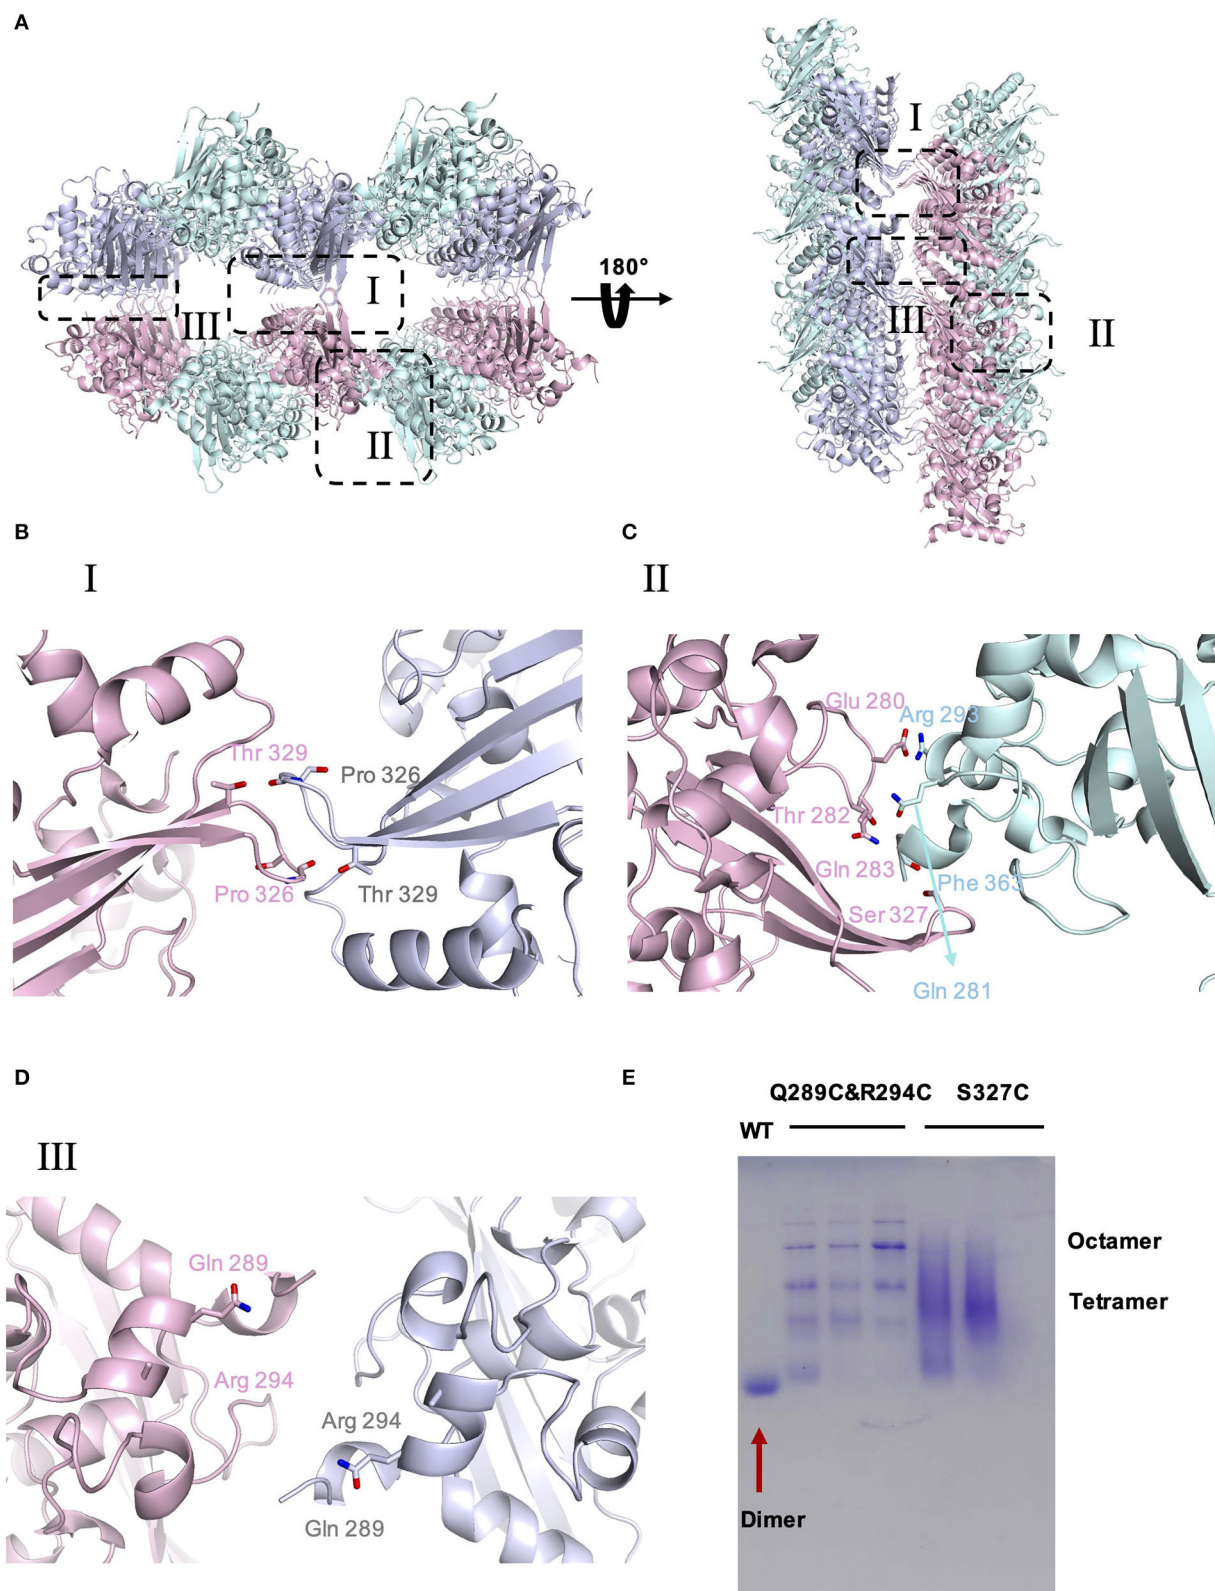 A
I
I
180°
III
III
II
II
B
C
I
II
Glu 280
Arg 293
Thr 329
Pro 326
Thr 282
Gln 283
Phe 363
Pro 326
Thr 329
Ser 327
Gln 281
D
E
Q289C&R294C S327C
WT
III
Gln 289
Octamer
Tetramer
Arg 294
Arg 294
Gln 289
Dimer